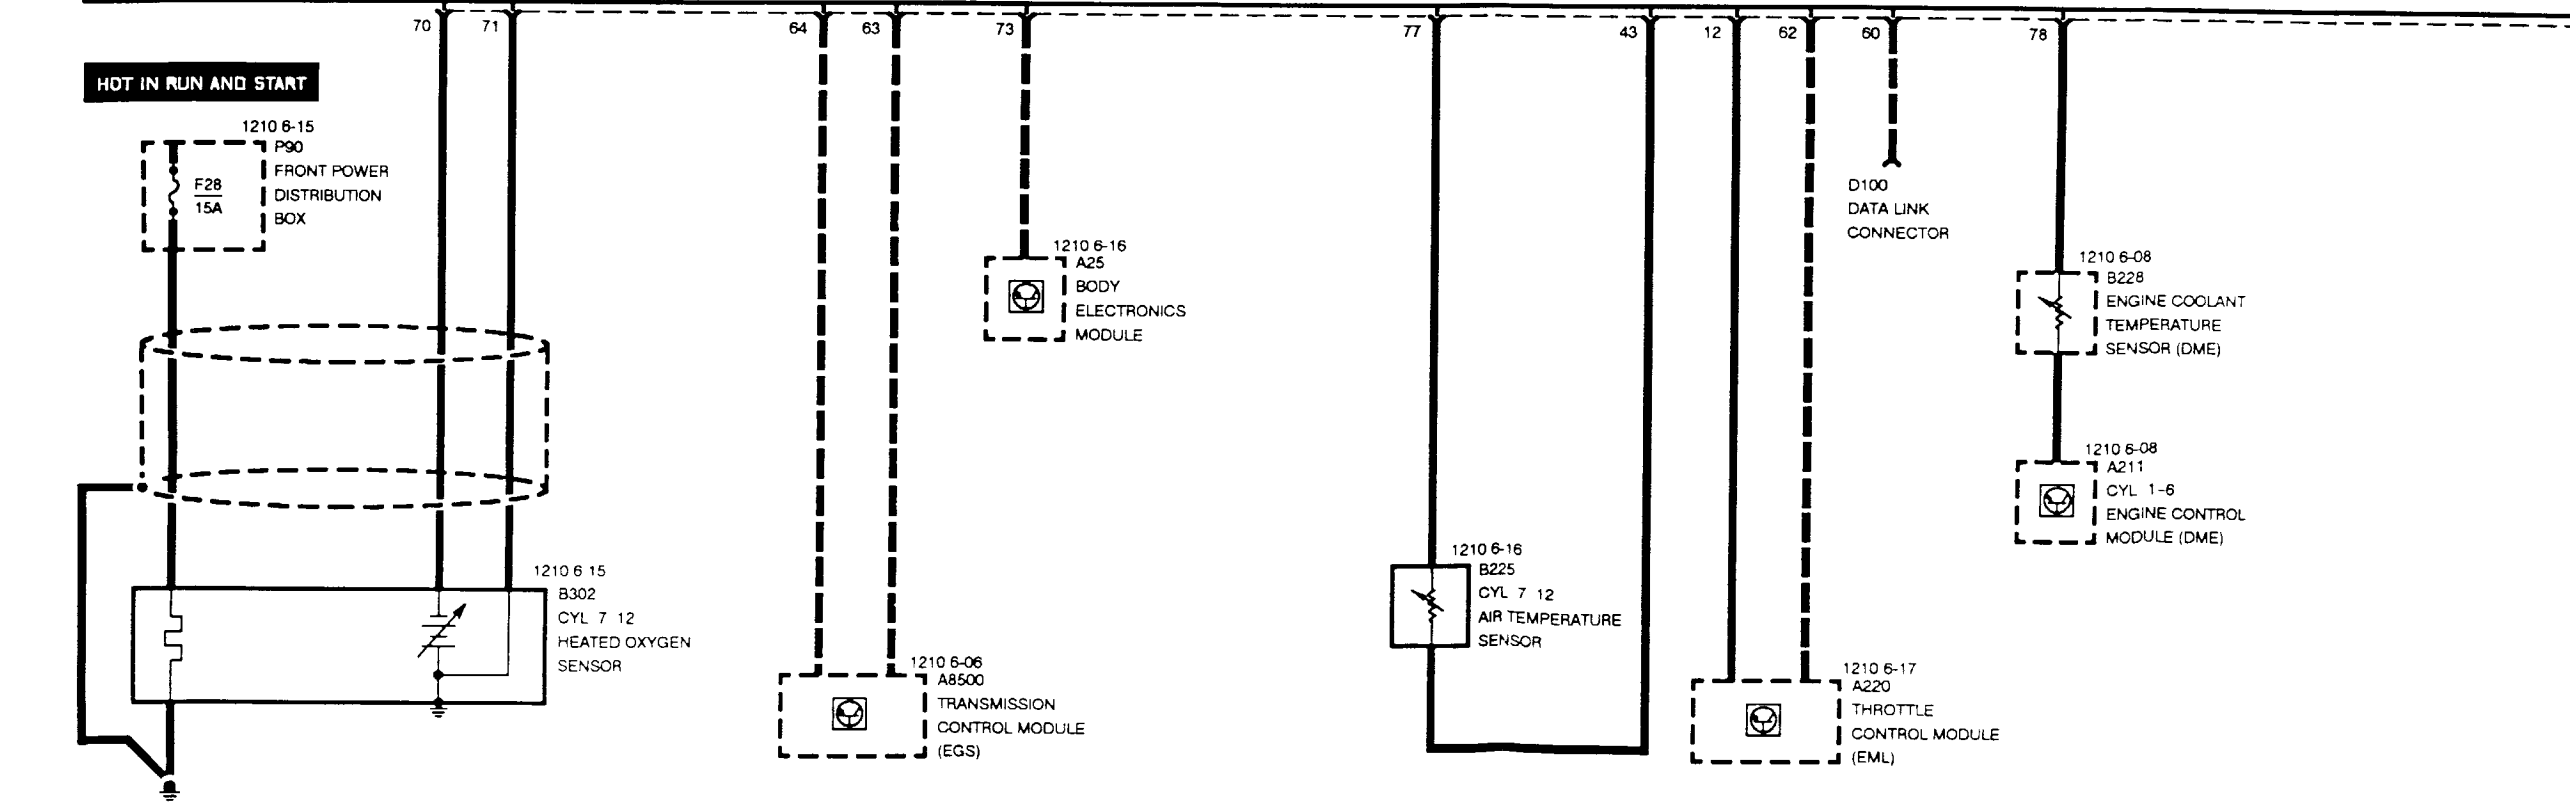 70 71 64 63 73 77 43 12 62 60 78
HOT IN RUN AND START
1210 6-15
P90
FRONT POWER
DISTRIBUTION
BOX
F28
15A
1210 6 15
B302
CYL 7 12
HEATED OXYGEN
SENSOR
1210 6-06
A8500
TRANSMISSION
CONTROL MODULE
(EGS)
1210 6-16
A25
BODY
ELECTRONICS
MODULE
1210 6-16
B225
CYL 7 12
AIR TEMPERATURE
SENSOR
1210 6-17
A220
THROTTLE
CONTROL MODULE
(EML)
D100
DATA LINK
CONNECTOR
1210 6-08
B228
ENGINE COOLANT
TEMPERATURE
SENSOR (DME)
1210 6-08
A211
CYL 1-6
ENGINE CONTROL
MODULE (DME)